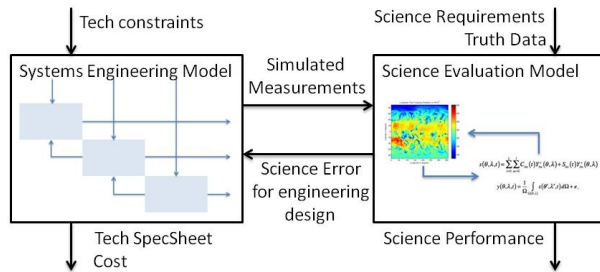 Tech constraints
Science Requirements
Truth Data
Systems Engineering Model
Simulated
Measurements
Science Evaluation Model
Science Error
for engineering
design
Tech SpecSheet
Cost
Science Performance